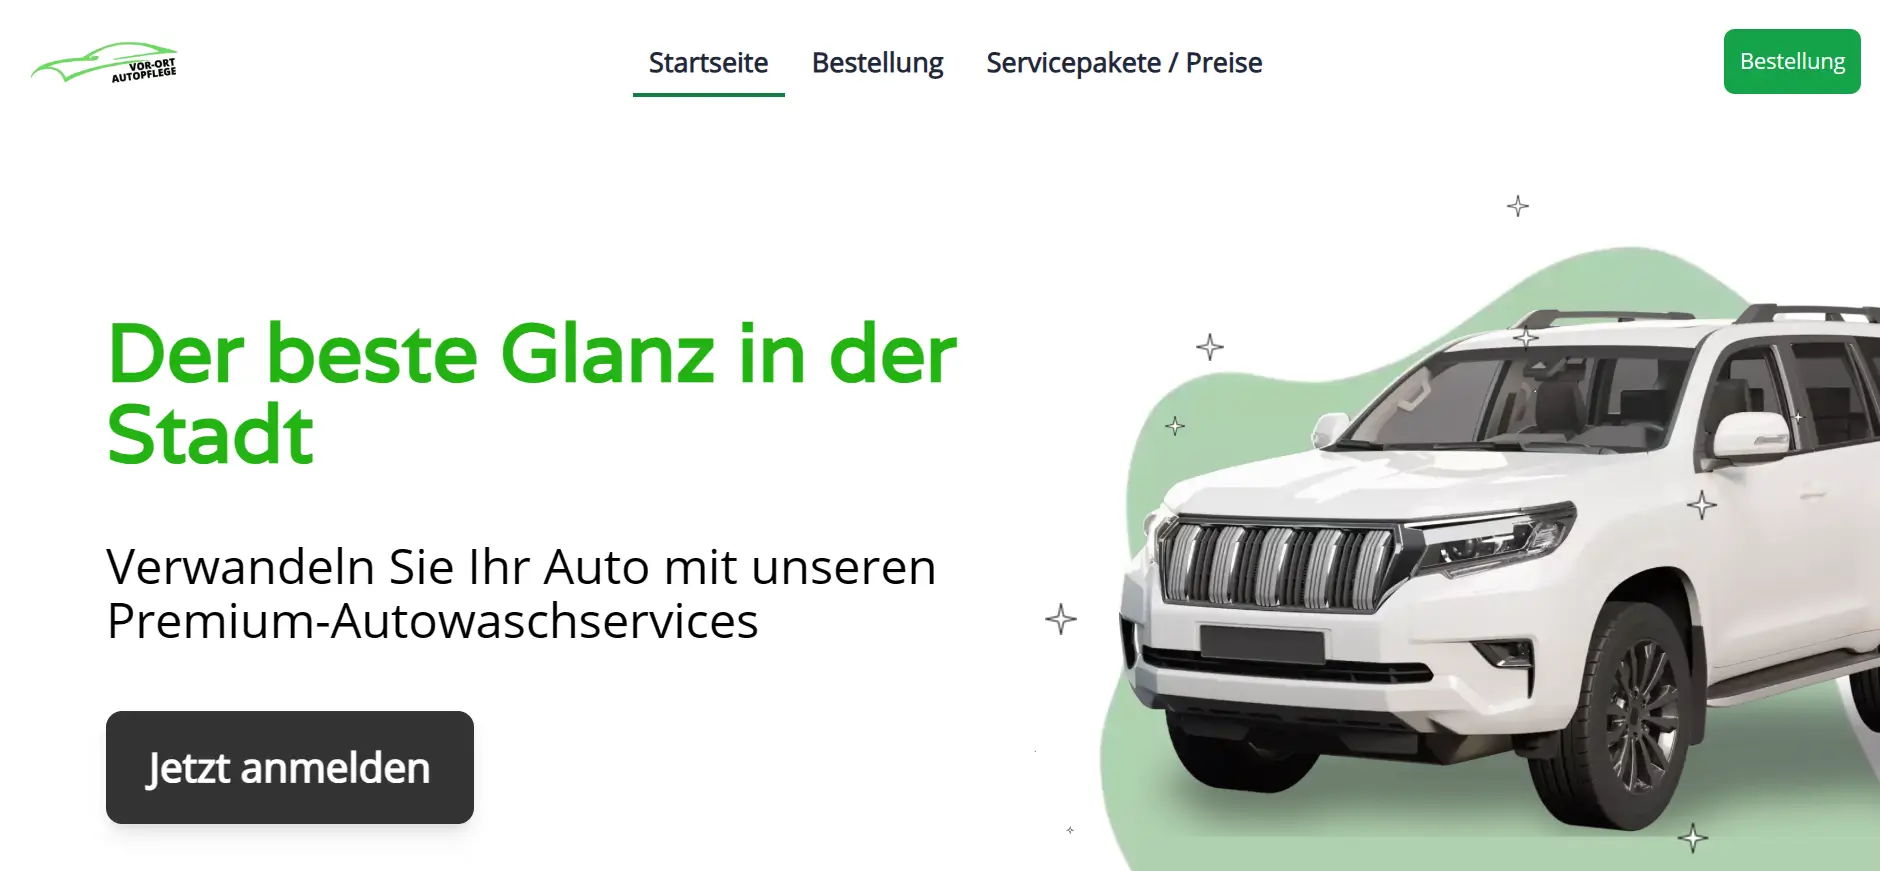 VOR-ORT
AUTOPFLEGE
Startseite
Bestellung
Servicepakete / Preise
Bestellung
Der beste Glanz in der
Stadt
Verwandeln Sie Ihr Auto mit unseren
Premium-Autowaschservices
Jetzt anmelden